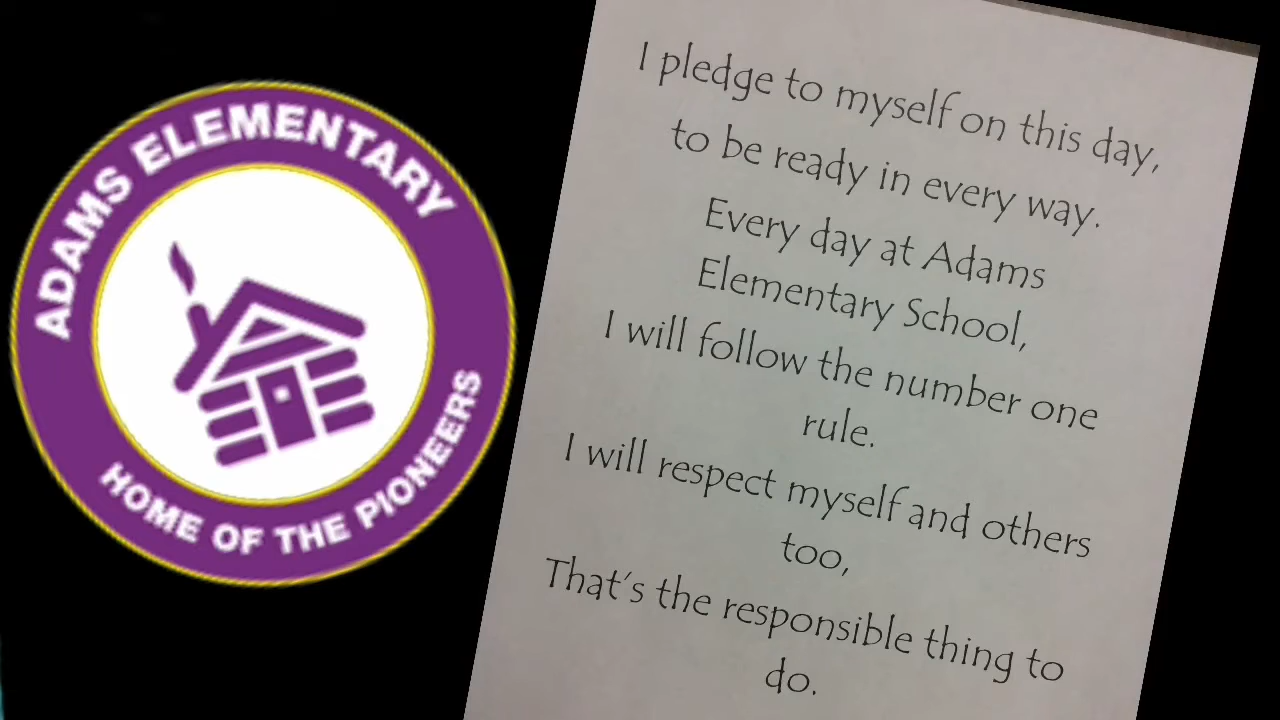 ADAMS ELEMENTARY
HOME OF THE PIONEERS
I pledge to myself on this day,
to be ready in every way.
Every day at Adams
Elementary School,
I will follow the number one
rule.
I will respect myself and others
too,
That's the responsible thing to
do.